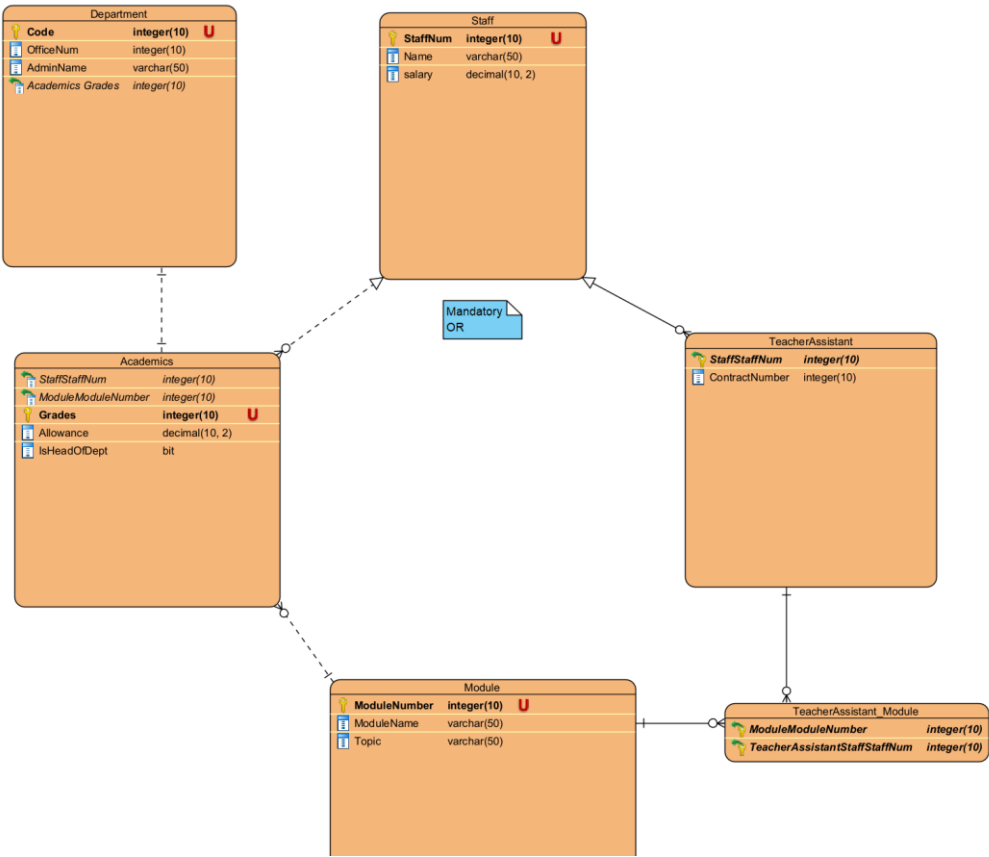 Department
Code integer(10) U
OfficeNum integer(10)
AdminName varchar(50)
Academics Grades integer(10)
Staff
StaffNum integer(10) U
Name varchar(50)
salary decimal(10, 2)
Mandatory
OR
TeacherAssistant
StaffStaffNum integer(10)
ContractNumber integer(10)
Academics
StaffStaffNum integer(10)
ModuleModuleNumber integer(10)
Grades integer(10) U
Allowance decimal(10, 2)
IsHeadOfDept bit
Module
ModuleNumber integer(10) U
ModuleName varchar(50)
Topic varchar(50)
TeacherAssistant_Module
ModuleModuleNumber integer(10)
TeacherAssistantStaffStaffNum integer(10)